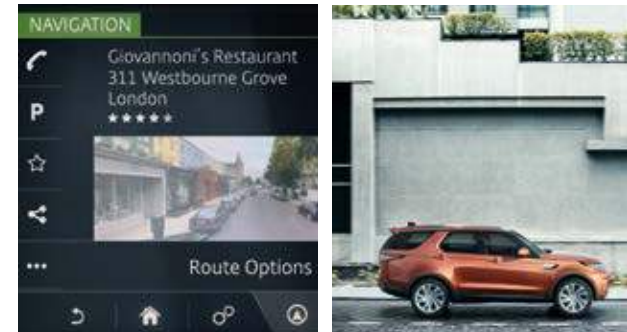 NAVIGATION
Giovannoni's Restaurant
311 Westbourne Grove
London
P
Route Options